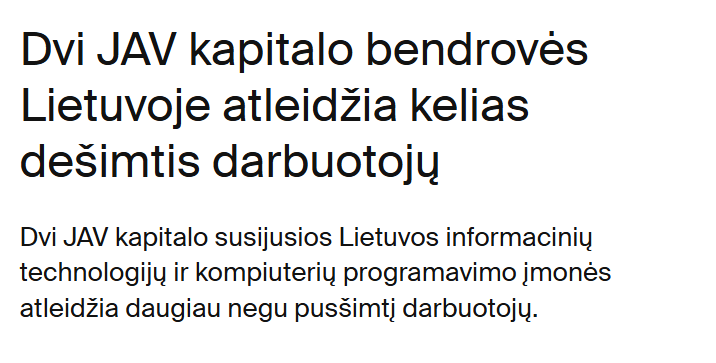 Dvi JAV kapitalo bendrovės
Lietuvoje atleidžia kelias
dešimtis darbuotojų
Dvi JAV kapitalo susijusios Lietuvos informacinių
technologijų ir kompiuterių programavimo įmonės
atleidžia daugiau negu pusšimtį darbuotojų.